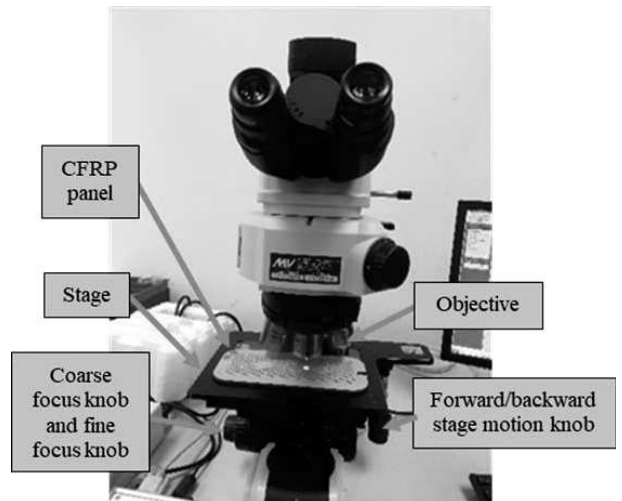 CFRP
panel
Stage
Objective
Coarse
focus knob
and fine
focus knob
Forward/backward
stage motion knob